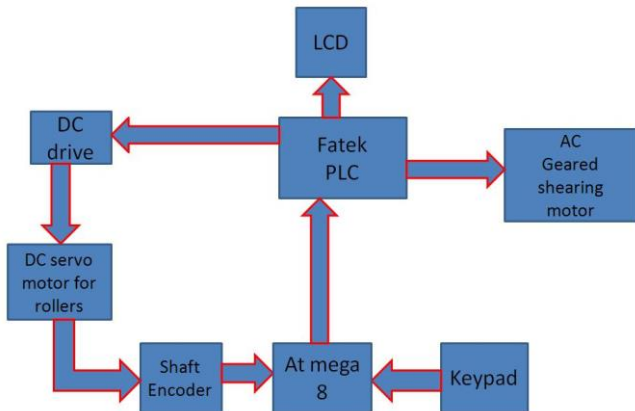 LCD
DC
drive
Fatek
PLC
AC
Geared
shearing
motor
DC servo
motor for
rollers
Shaft
Encoder
At mega
8
Keypad